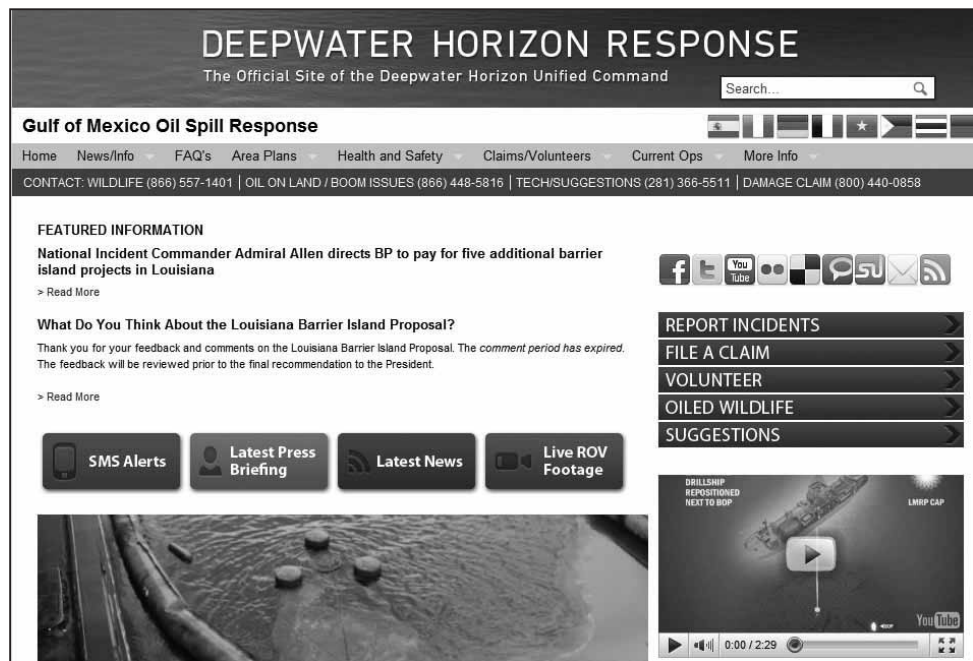 DEEPWATER HORIZON RESPONSE
The Official Site of the Deepwater Horizon Unified Command
Search...
Gulf of Mexico Oil Spill Response
Home News/Info FAQ's Area Plans Health and Safety Claims/Volunteers Current Ops More Info
CONTACT: WILDLIFE (866) 557-1401 | OIL ON LAND / BOOM ISSUES (866) 448-5816 | TECH/SUGGESTIONS (281) 366-5511 | DAMAGE CLAIM (800) 440-0858
FEATURED INFORMATION
National Incident Commander Admiral Allen directs BP to pay for five additional barrier
island projects in Louisiana
> Read More
What Do You Think About the Louisiana Barrier Island Proposal?
Thank you for your feedback and comments on the Louisiana Barrier Island Proposal. The comment period has expired.
The feedback will be reviewed prior to the final recommendation to the President.
> Read More
SMS Alerts
Latest Press
Briefing
Latest News
Live ROV
Footage
You
Tube
REPORT INCIDENTS
FILE A CLAIM
VOLUNTEER
OILED WILDLIFE
SUGGESTIONS
DRILLSHIP
REPOSITIONED
NEXT TO BOP
LMRP CAP
YouTube
0:00 / 2:29